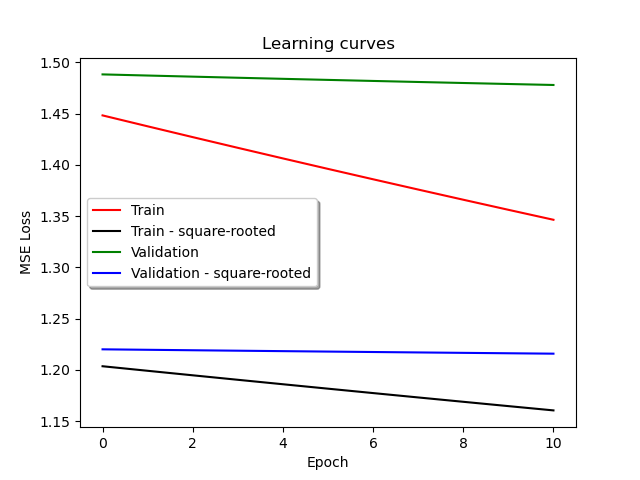 Learning curves
MSE Loss
1.50
1.45
1.40
1.35
1.30
1.25
1.20
1.15
Train
Train - square-rooted
Validation
Validation - square-rooted
0 2 4 6 8 10
Epoch